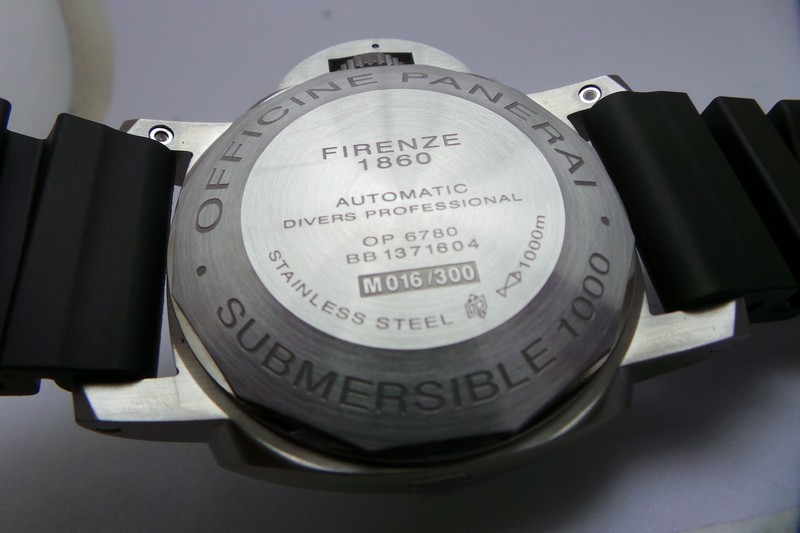 OFFICINE PANERAI
FIRENZE
1860
AUTOMATIC
DIVERS PROFESSIONAL
OP 6780
BB 1371604
M 016/300
STAINLESS STEEL
1000m
SUBMERSIBLE 1000